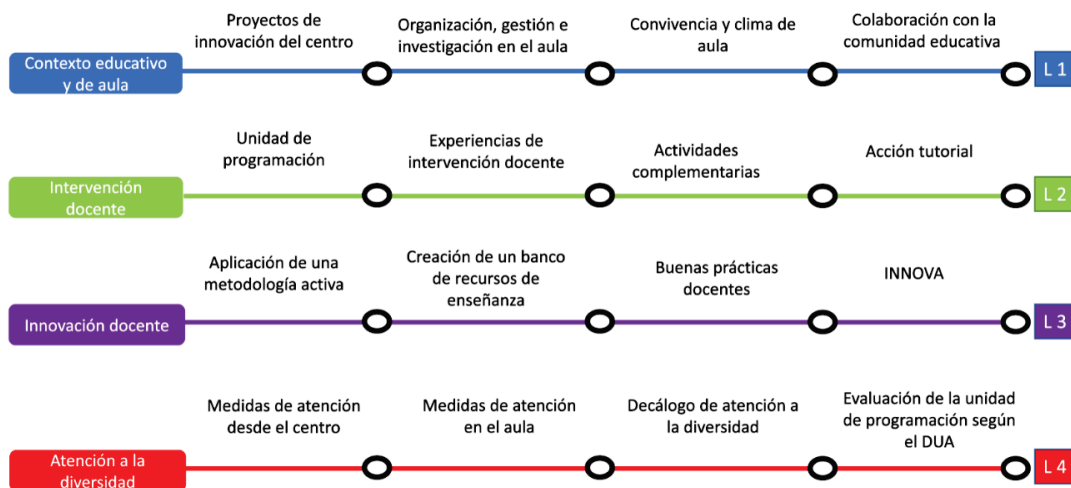 Proyectos de
innovación del centro
Organización, gestión e
investigación en el aula
Convivencia y clima de
aula
Colaboración con la
comunidad educativa
Contexto educativo
y de aula
L 1
Unidad de
programación
Experiencias de
intervención docente
Actividades
complementarias
Acción tutorial
Intervención
docente
L 2
Aplicación de una
metodología activa
Creación de un banco
de recursos de
enseñanza
Buenas prácticas
docentes
INNOVA
Innovación docente
L 3
Medidas de atención
desde el centro
Medidas de atención
en el aula
Decálogo de atención a
la diversidad
Evaluación de la unidad
de programación según
el DUA
Atención a la
diversidad
L 4